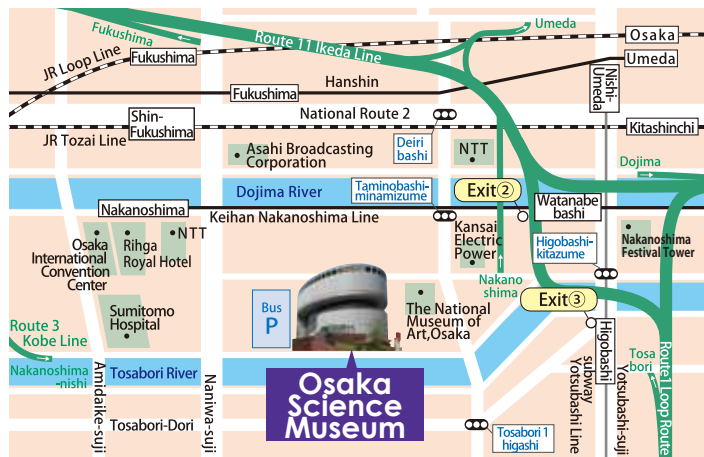 Fukushima
Umeda
Route 11 Ikeda Line
Osaka
JR Loop Line
Fukushima
Umeda
Hanshin
Nishi-
Umeda
Fukushima
National Route 2
Shin-
Fukushima
Kitashinchi
JR Tozai Line
Deiri
bashi
Asahi Broadcasting
Corporation
NTT
Dojima
Dojima River
Taminobashi-
minamizume
Exit②
Nakanoshima
Watanabe
bashi
Keihan Nakanoshima Line
Osaka
International
Convention
Center
Rihga
Royal Hotel
NTT
Kansai
Electric
Power
Higobashi-
kitazume
Nakanoshima
Festival Tower
Nakano
shima
Exit③
Sumitomo
Hospital
Bus
P
The National
Museum of
Art,Osaka
Route 3
Kobe Line
Higobashi
Tosa
bori
Route1 Loop Route
Nakanoshima
-nishi
Amidaike-suji
Tosabori River
Naniwa-suji
Osaka
Science
Museum
subway
Yotsubashi Line
Yotsubashi-suji
Tosabori-Dori
Tosabori 1
higashi